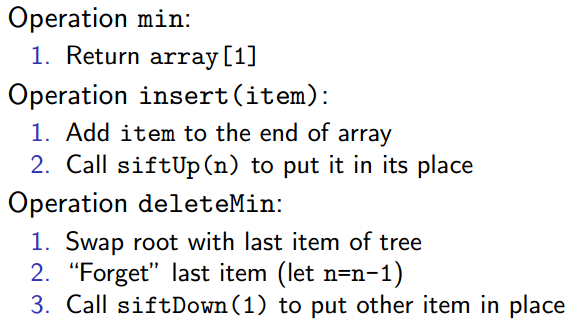 Operation min:
1. Return array[1]
Operation insert(item):
1. Add item to the end of array
2. Call siftUp(n) to put it in its place
Operation deleteMin:
1. Swap root with last item of tree
2. “Forget” last item (let n=n-1)
3. Call siftDown(1) to put other item in place